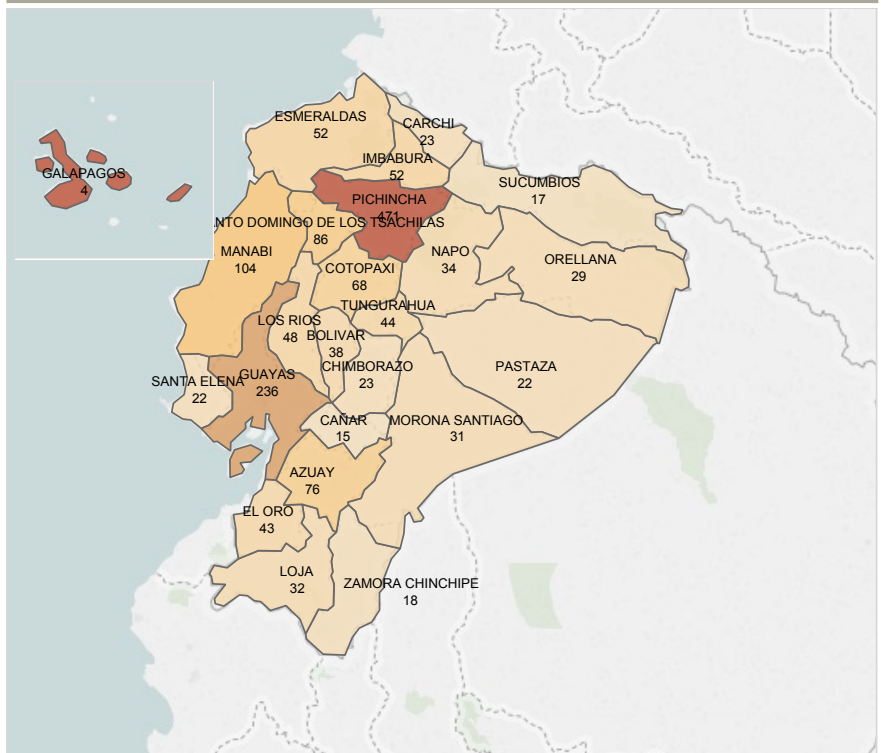 ESMERALDAS
52
CARCHI
23
IMBABURA
52
GALAPAGOS
4
SUCUMBIOS
17
PICHINCHA
471
NTO DOMINGO DE LOS TSACHILAS
86
MANABI
104
NAPO
34
ORELLANA
29
COTOPAXI
68
TUNGURAHUA
44
LOS RIOS
48
BOLIVAR
38
CHIMBORAZO
23
PASTAZA
22
SANTA ELENA
22
GUAYAS
236
CAÑAR
15
MORONA SANTIAGO
31
AZUAY
76
EL ORO
43
LOJA
32
ZAMORA CHINCHIPE
18